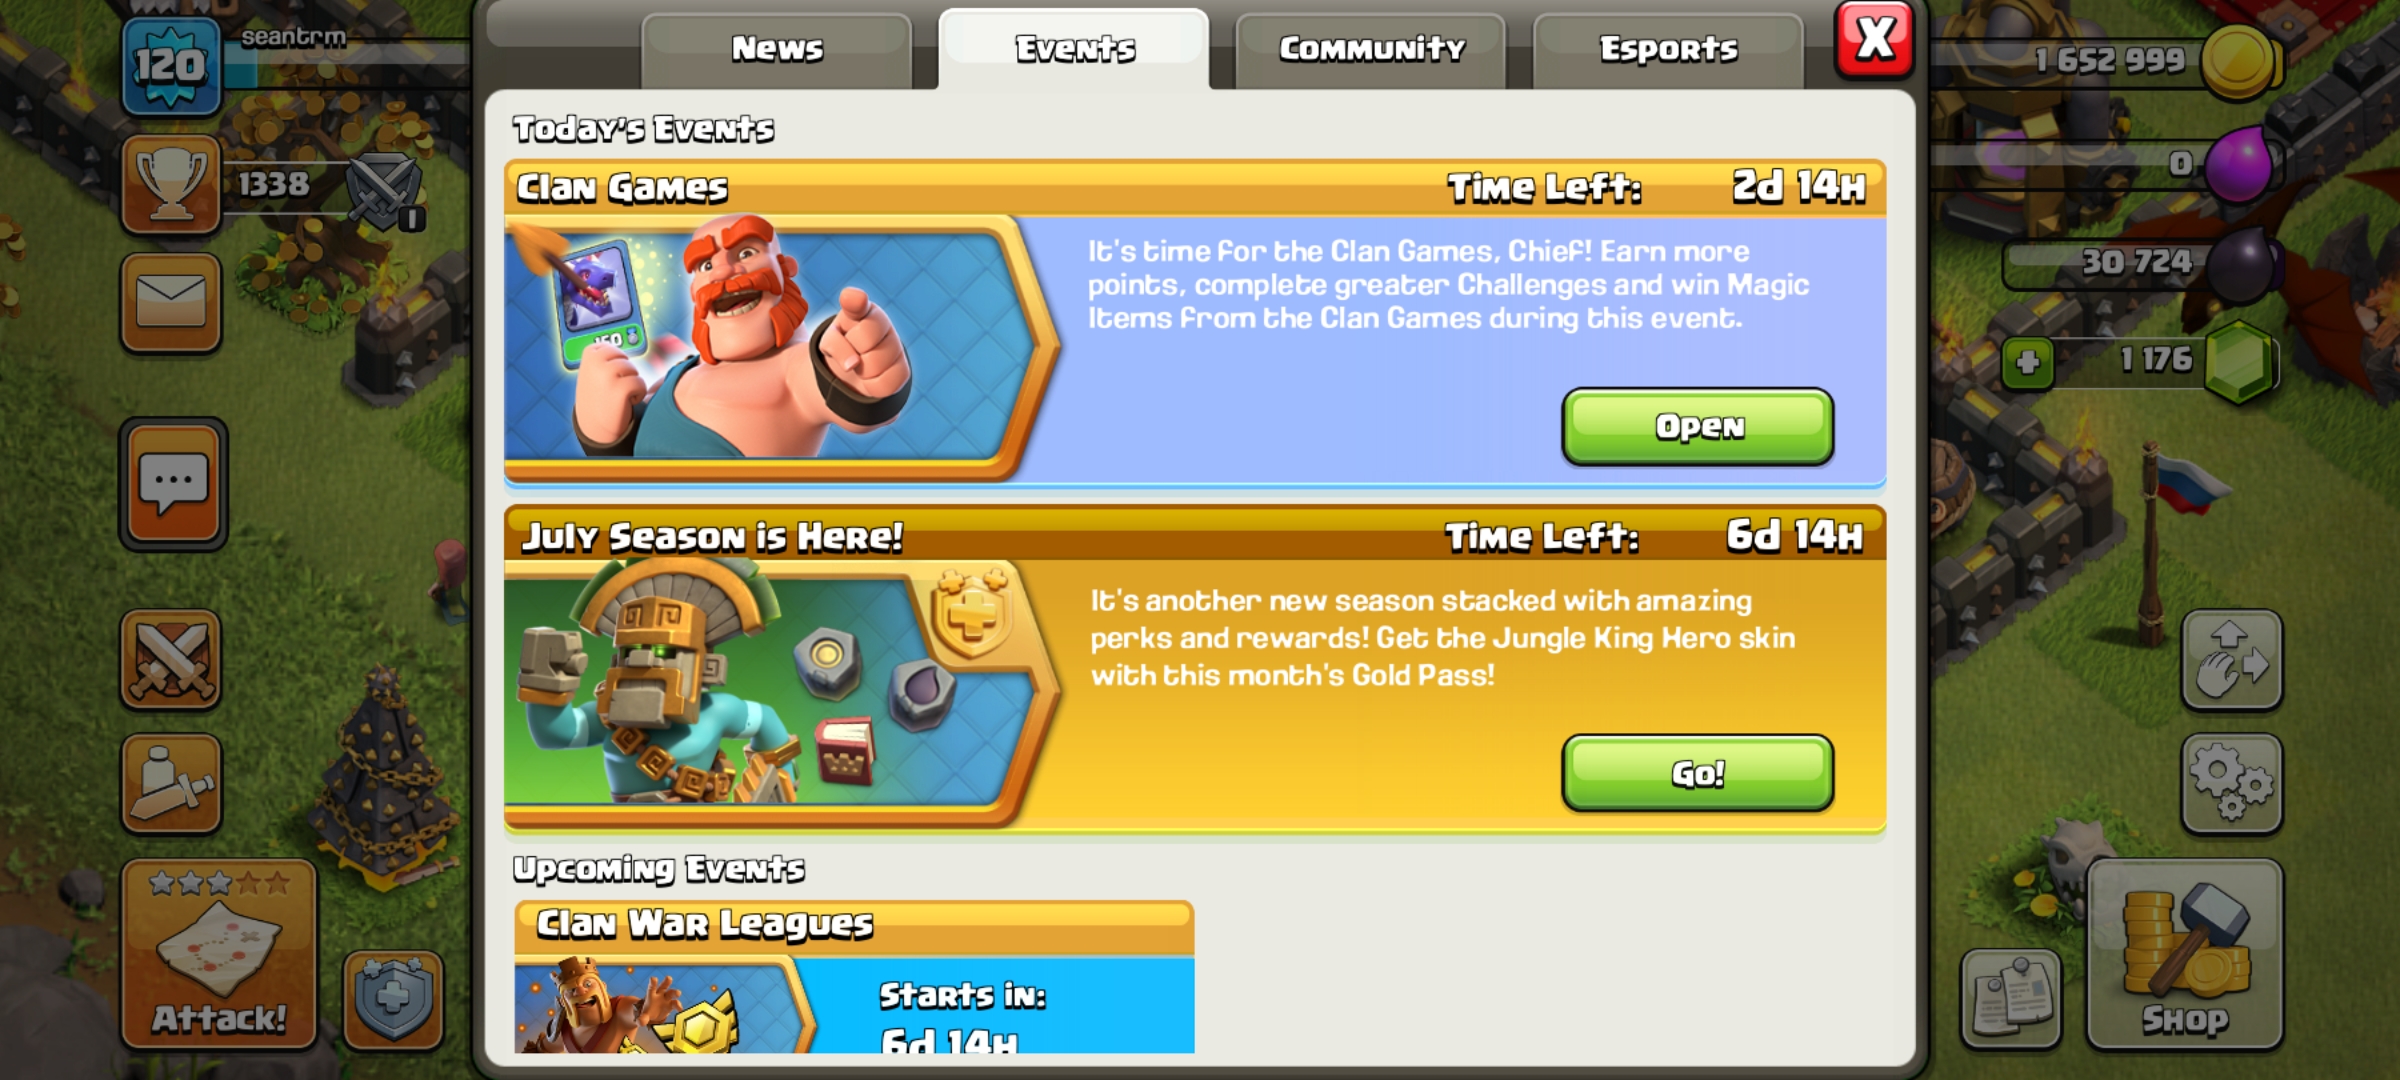 120
seantrm
1338
1
News
Events
Community
Esports
X
1 652 999
0
30 724
1 176
Today's Events
Clan Games
Time Left: 2d 14H
It's time for the Clan Games, Chief! Earn more
points, complete greater Challenges and win Magic
Items from the Clan Games during this event.
Open
July Season is Here!
Time Left: 6d 14H
It's another new season stacked with amazing
perks and rewards! Get the Jungle King Hero skin
with this month's Gold Pass!
Go!
Upcoming Events
Clan War Leagues
Starts in:
6d 14H
Attack!
Shop